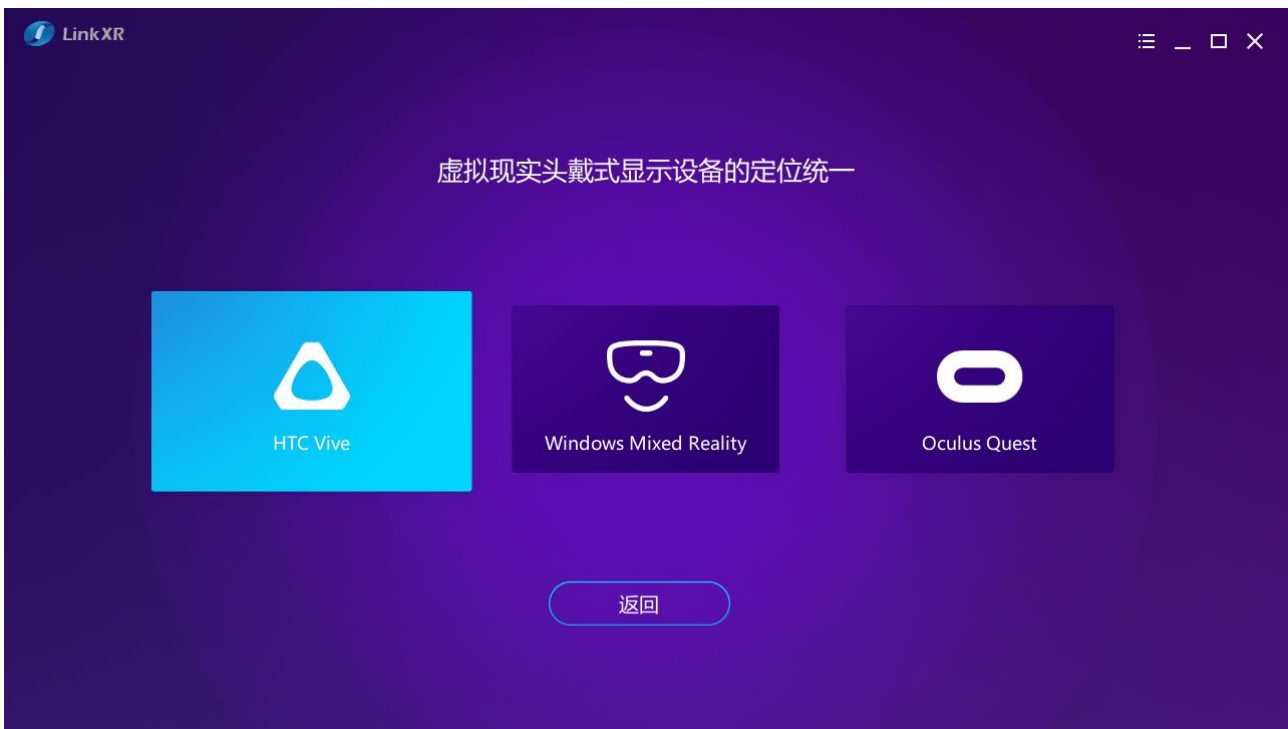 LinkXR
虚拟现实头戴式显示设备的定位统一
HTC Vive
Windows Mixed Reality
Oculus Quest
返回